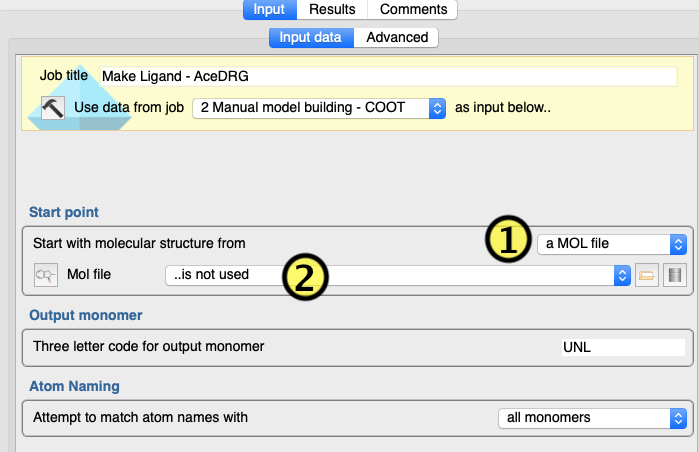 Input Results Comments
Input data Advanced
Job title Make Ligand - AceDRG
Use data from job 2 Manual model building - COOT as input below..
Start point
Start with molecular structure from 1 a MOL file
Mol file ..is not used 2
Output monomer
Three letter code for output monomer UNL
Atom Naming
Attempt to match atom names with all monomers